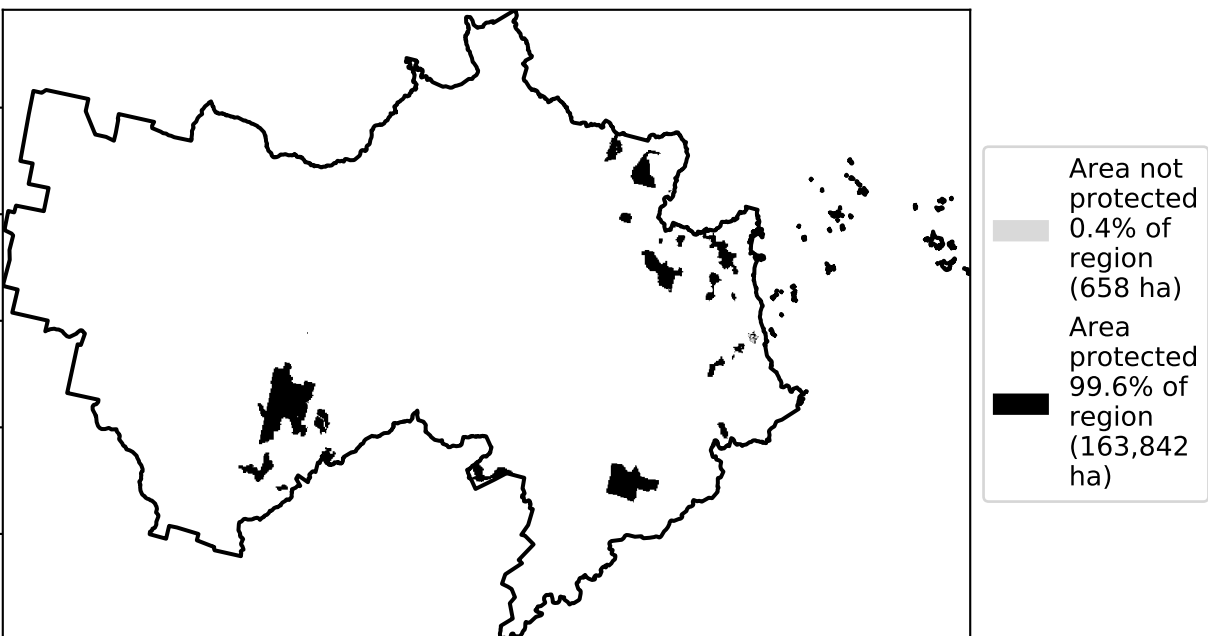 Area not
protected
0.4% of
region
(658 ha)
Area
protected
99.6% of
region
(163,842
ha)